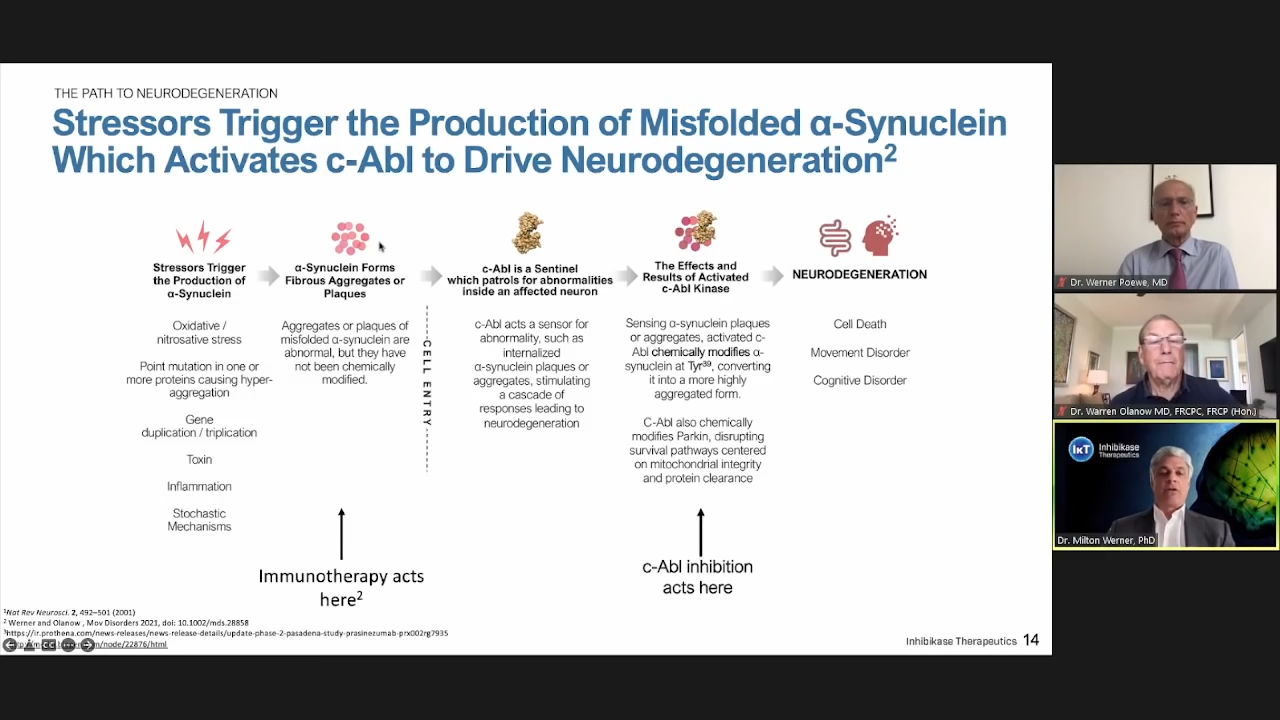 THE PATH TO NEURODEGENERATION
Stressors Trigger the Production of Misfolded α-Synuclein
Which Activates c-Abl to Drive Neurodegeneration²
Stressors Trigger
the Production of
α-Synuclein
Oxidative /
nitrosative stress
Point mutation in one or
more proteins causing hyper-
aggregation
Gene
duplication / triplication
Toxin
Inflammation
Stochastic
Mechanisms
α-Synuclein Forms
Fibrous Aggregates or
Plaques
Aggregates or plaques of
misfolded α-synuclein are
abnormal, but they have
not been chemically
modified.
Immunotherapy acts
here²
CELL ENTRY
c-Abl is a Sentinel
which patrols for abnormalities
inside an affected neuron
c-Abl acts a sensor for
abnormality, such as
internalized
α-synuclein plaques or
aggregates, stimulating
a cascade of
responses leading to
neurodegeneration
The Effects and
Results of Activated
c-Abl Kinase
Sensing α-synuclein plaques
or aggregates, activated c-
Abl chemically modifies α-
synuclein at Tyr³⁹, converting
it into a more highly
aggregated form.
C-Abl also chemically
modifies Parkin, disrupting
survival pathways centered
on mitochondrial integrity
and protein clearance
c-Abl inhibition
acts here
NEURODEGENERATION
Cell Death
Movement Disorder
Cognitive Disorder
¹Nat Rev Neurosci. 2, 492–501 (2001)
² Werner and Olanow , Mov Disorders 2021, doi: 10.1002/mds.28858
³https://ir.prothena.com/news-releases/news-release-details/update-phase-2-pasadena-study-prasinezumab-prx002rg7935
/node/22876/html
CC
Inhibikase Therapeutics 14
Dr. Werner Poewe, MD
Dr. Warren Olanow MD, FRCPC, FRCP (Hon.)
IKT Inhibikase
Therapeutics
Dr. Milton Werner, PhD